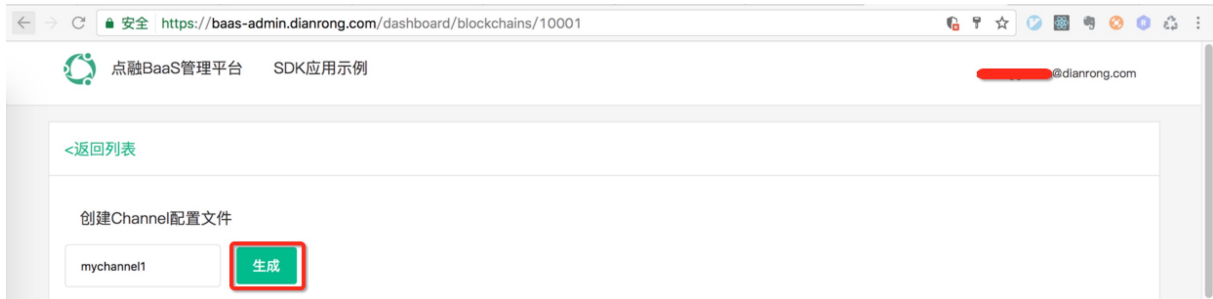 安全 https://baas-admin.dianrong.com/dashboard/blockchains/10001
点融BaaS管理平台 SDK应用示例
@dianrong.com
<返回列表
创建Channel配置文件
mychannel1 生成